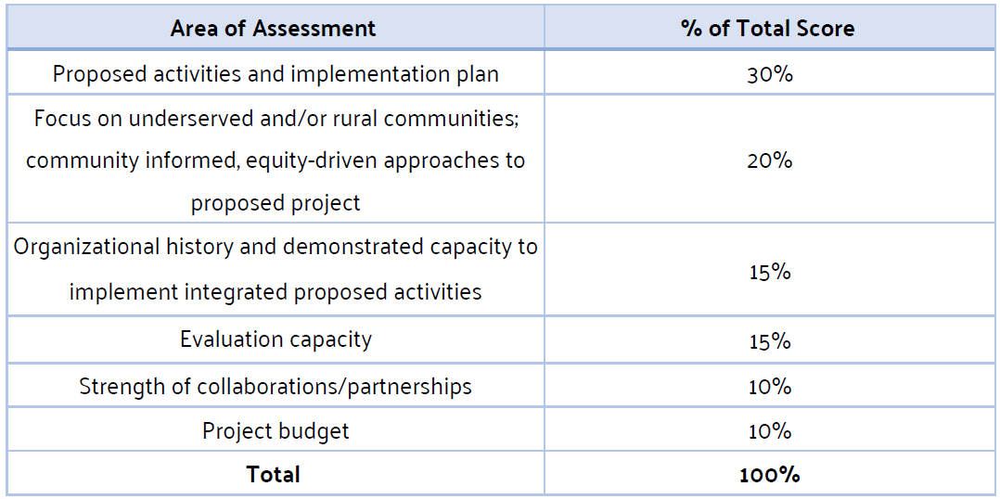 Area of Assessment % of Total Score
Proposed activities and implementation plan 30%
Focus on underserved and/or rural communities;
community informed, equity-driven approaches to 20%
proposed project
Organizational history and demonstrated capacity to
implement integrated proposed activities 15%
Evaluation capacity 15%
Strength of collaborations/partnerships 10%
Project budget 10%
Total 100%